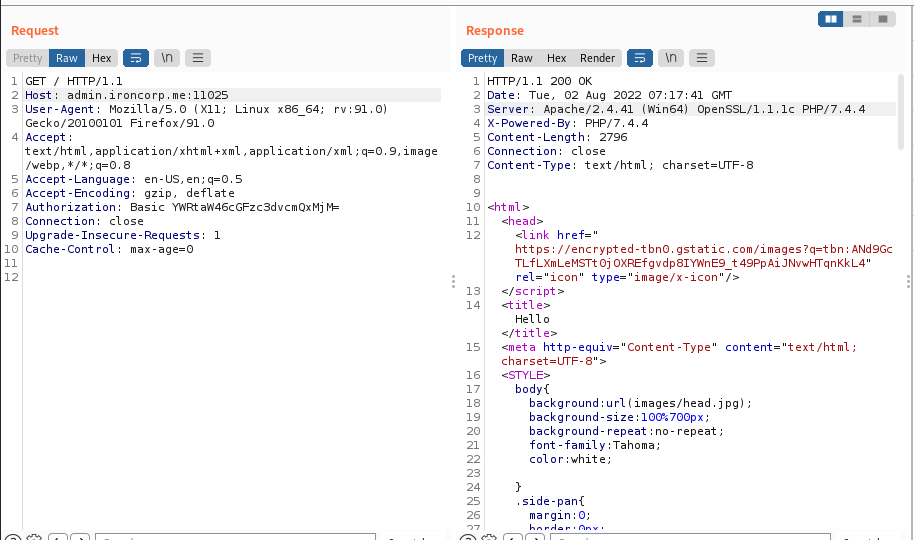 Request
Response
Pretty Raw Hex \n
Pretty Raw Hex Render \n
1 GET / HTTP/1.1
2 Host: admin.ironcorp.me:11025
3 User-Agent: Mozilla/5.0 (X11; Linux x86_64; rv:91.0)
Gecko/20100101 Firefox/91.0
4 Accept:
text/html,application/xhtml+xml,application/xml;q=0.9,image
/webp,*/*;q=0.8
5 Accept-Language: en-US,en;q=0.5
6 Accept-Encoding: gzip, deflate
7 Authorization: Basic YWRtaW46cGFzc3dvcmQxMjM=
8 Connection: close
9 Upgrade-Insecure-Requests: 1
10 Cache-Control: max-age=0
11
12
1 HTTP/1.1 200 OK
2 Date: Tue, 02 Aug 2022 07:17:41 GMT
3 Server: Apache/2.4.41 (Win64) OpenSSL/1.1.1c PHP/7.4.4
4 X-Powered-By: PHP/7.4.4
5 Content-Length: 2796
6 Connection: close
7 Content-Type: text/html; charset=UTF-8
8
9
10 <html>
11 <head>
12 <link href="
https://encrypted-tbn0.gstatic.com/images?q=tbn:ANd9Gc
TLfLXmLeMSTt0jOXREfgvdp8IYWnE9_t49PpAiJNvwHTqnKkL4"
rel="icon" type="image/x-icon"/>
13 </script>
14 <title>
Hello
</title>
15 <meta http-equiv="Content-Type" content="text/html;
charset=UTF-8">
16 <STYLE>
17 body{
18 background:url(images/head.jpg);
19 background-size:100%700px;
20 background-repeat:no-repeat;
21 font-family:Tahoma;
22 color:white;
23
24 }
25 .side-pan{
26 margin:0;
27 border:0px;